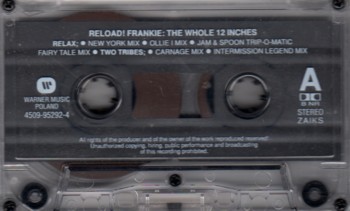 RELOAD! FRANKIE: THE WHOLE 12 INCHES
RELAX; ● NEW YORK MIX ● OLLIE I MIX ● JAM & SPOON TRIP-O-MATIC
FAIRY TALE MIX ● TWO TRIBES; ● CARNAGE MIX ● INTERMISSION LEGEND MIX
WARNER MUSIC
POLAND
4509-95292-4
A
STEREO
ZAIKS
All rights of the producer and of the owner of the work reproduced reserved!
Unauthorized copying, hiring, public performance and broadcasting
of this recording prohibited.